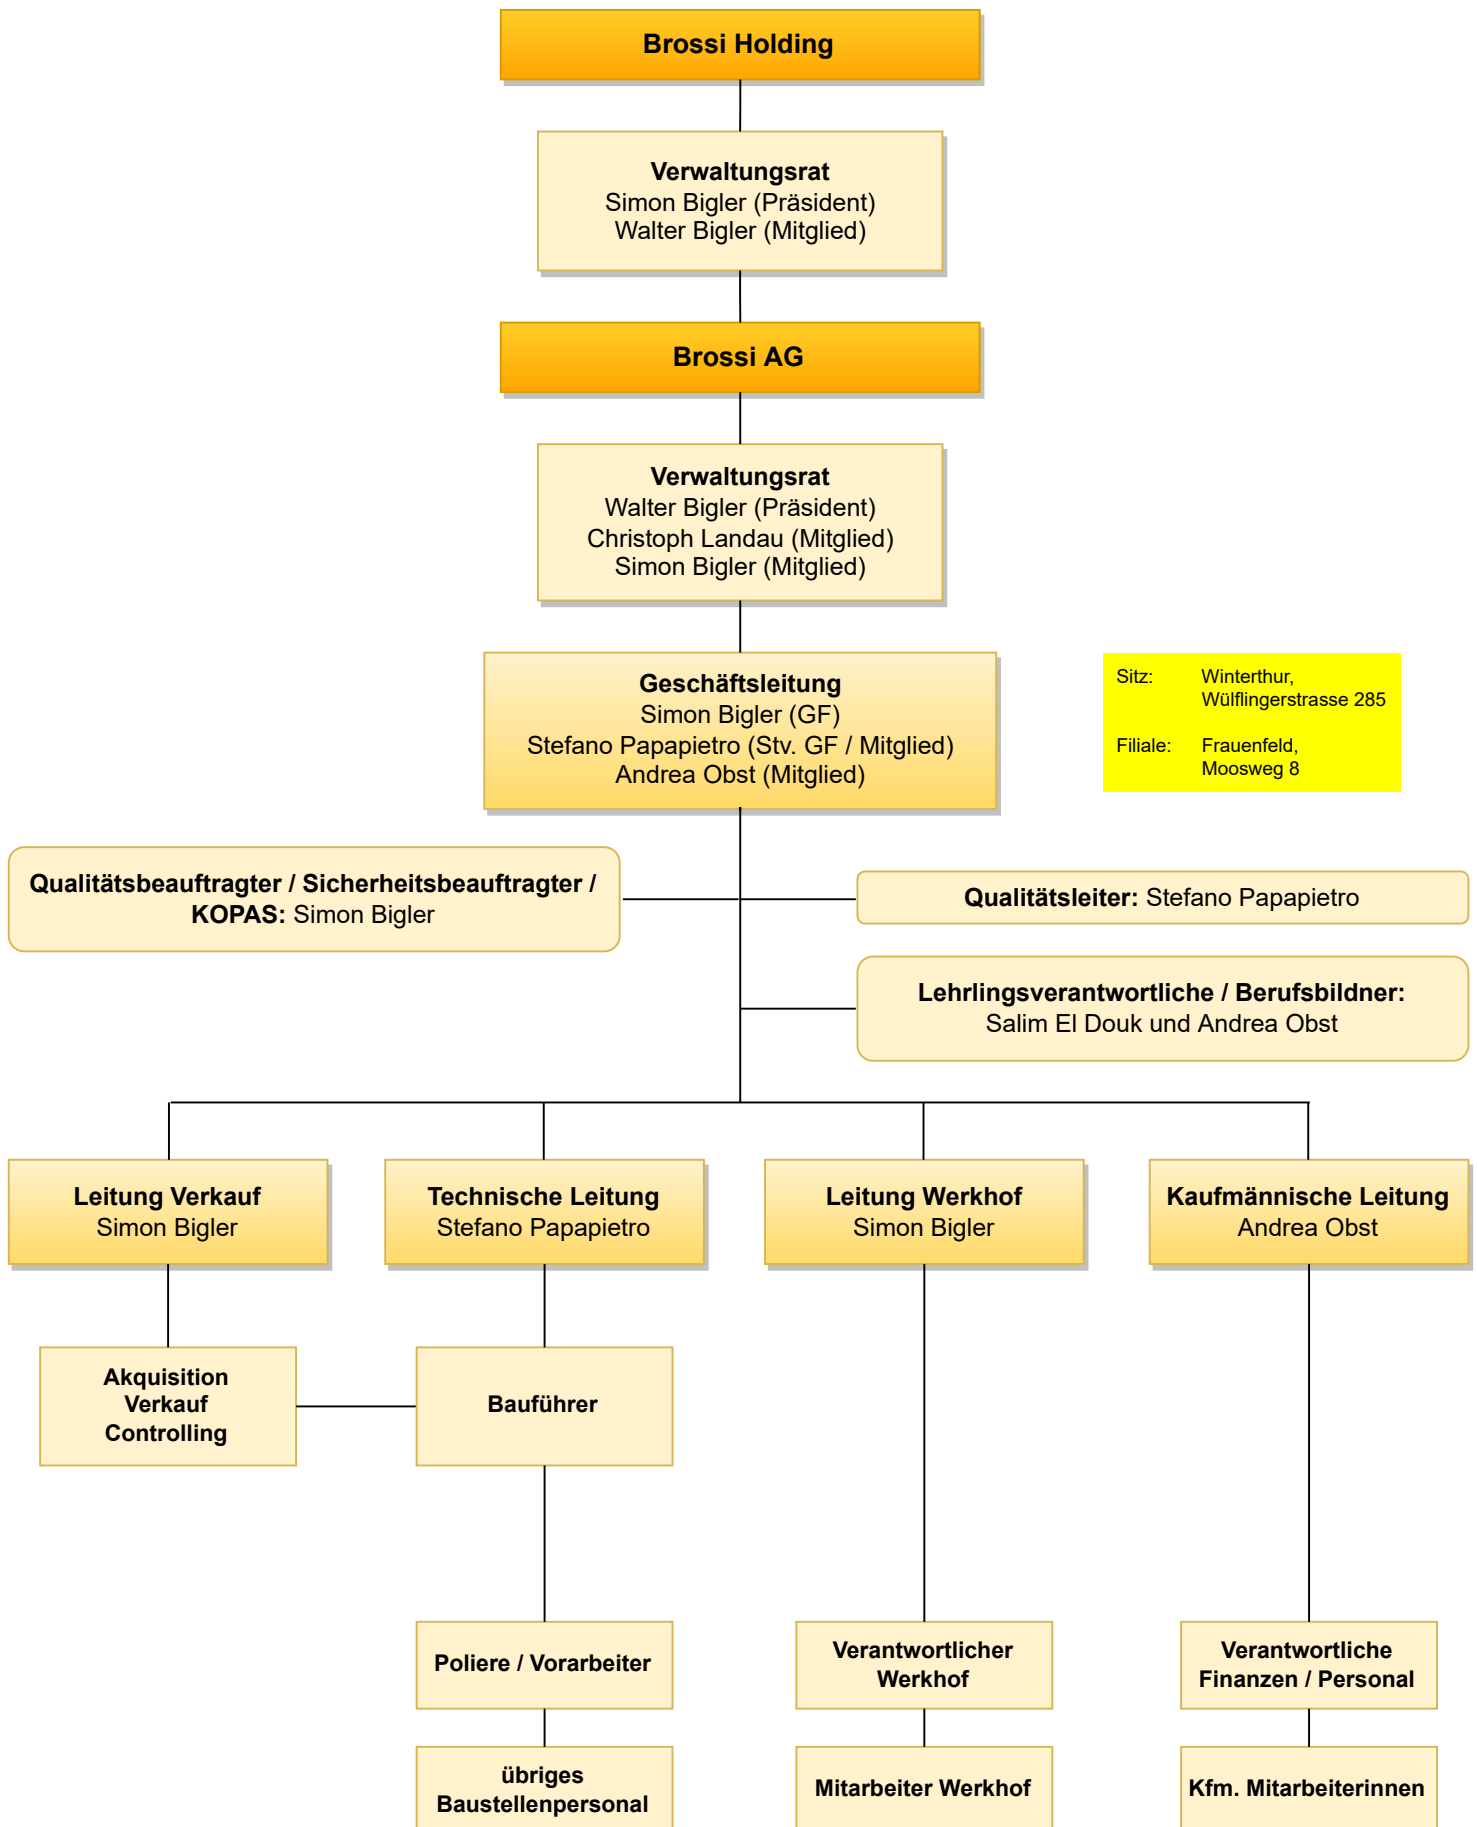 Brossi Holding
Verwaltungsrat
Simon Bigler (Präsident)
Walter Bigler (Mitglied)
Brossi AG
Verwaltungsrat
Walter Bigler (Präsident)
Christoph Landau (Mitglied)
Simon Bigler (Mitglied)
Geschäftsleitung
Simon Bigler (GF)
Stefano Papapietro (Stv. GF / Mitglied)
Andrea Obst (Mitglied)
Sitz: Winterthur,
Wülflingerstrasse 285
Filiale: Frauenfeld,
Moosweg 8
Qualitätsbeauftragter / Sicherheitsbeauftragter /
KOPAS: Simon Bigler
Qualitätsleiter: Stefano Papapietro
Lehrlingsverantwortliche / Berufsbildner:
Salim El Douk und Andrea Obst
Leitung Verkauf
Simon Bigler
Technische Leitung
Stefano Papapietro
Leitung Werkhof
Simon Bigler
Kaufmännische Leitung
Andrea Obst
Akquisition
Verkauf
Controlling
Bauführer
Poliere / Vorarbeiter
Verantwortlicher
Werkhof
Verantwortliche
Finanzen / Personal
übriges
Baustellenpersonal
Mitarbeiter Werkhof
Kfm. Mitarbeiterinnen